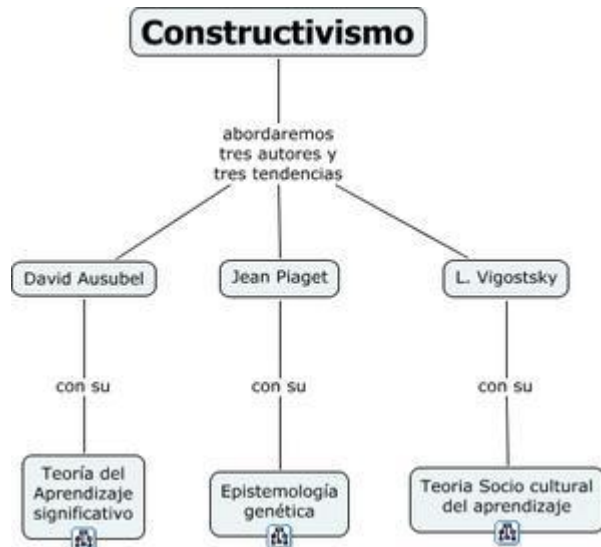 Constructivismo
abordaremos
tres autores y
tres tendencias
David Ausubel
Jean Piaget
L. Vigostsky
con su
con su
con su
Teoría del
Aprendizaje
significativo
Epistemología
genética
Teoria Socio cultural
del aprendizaje